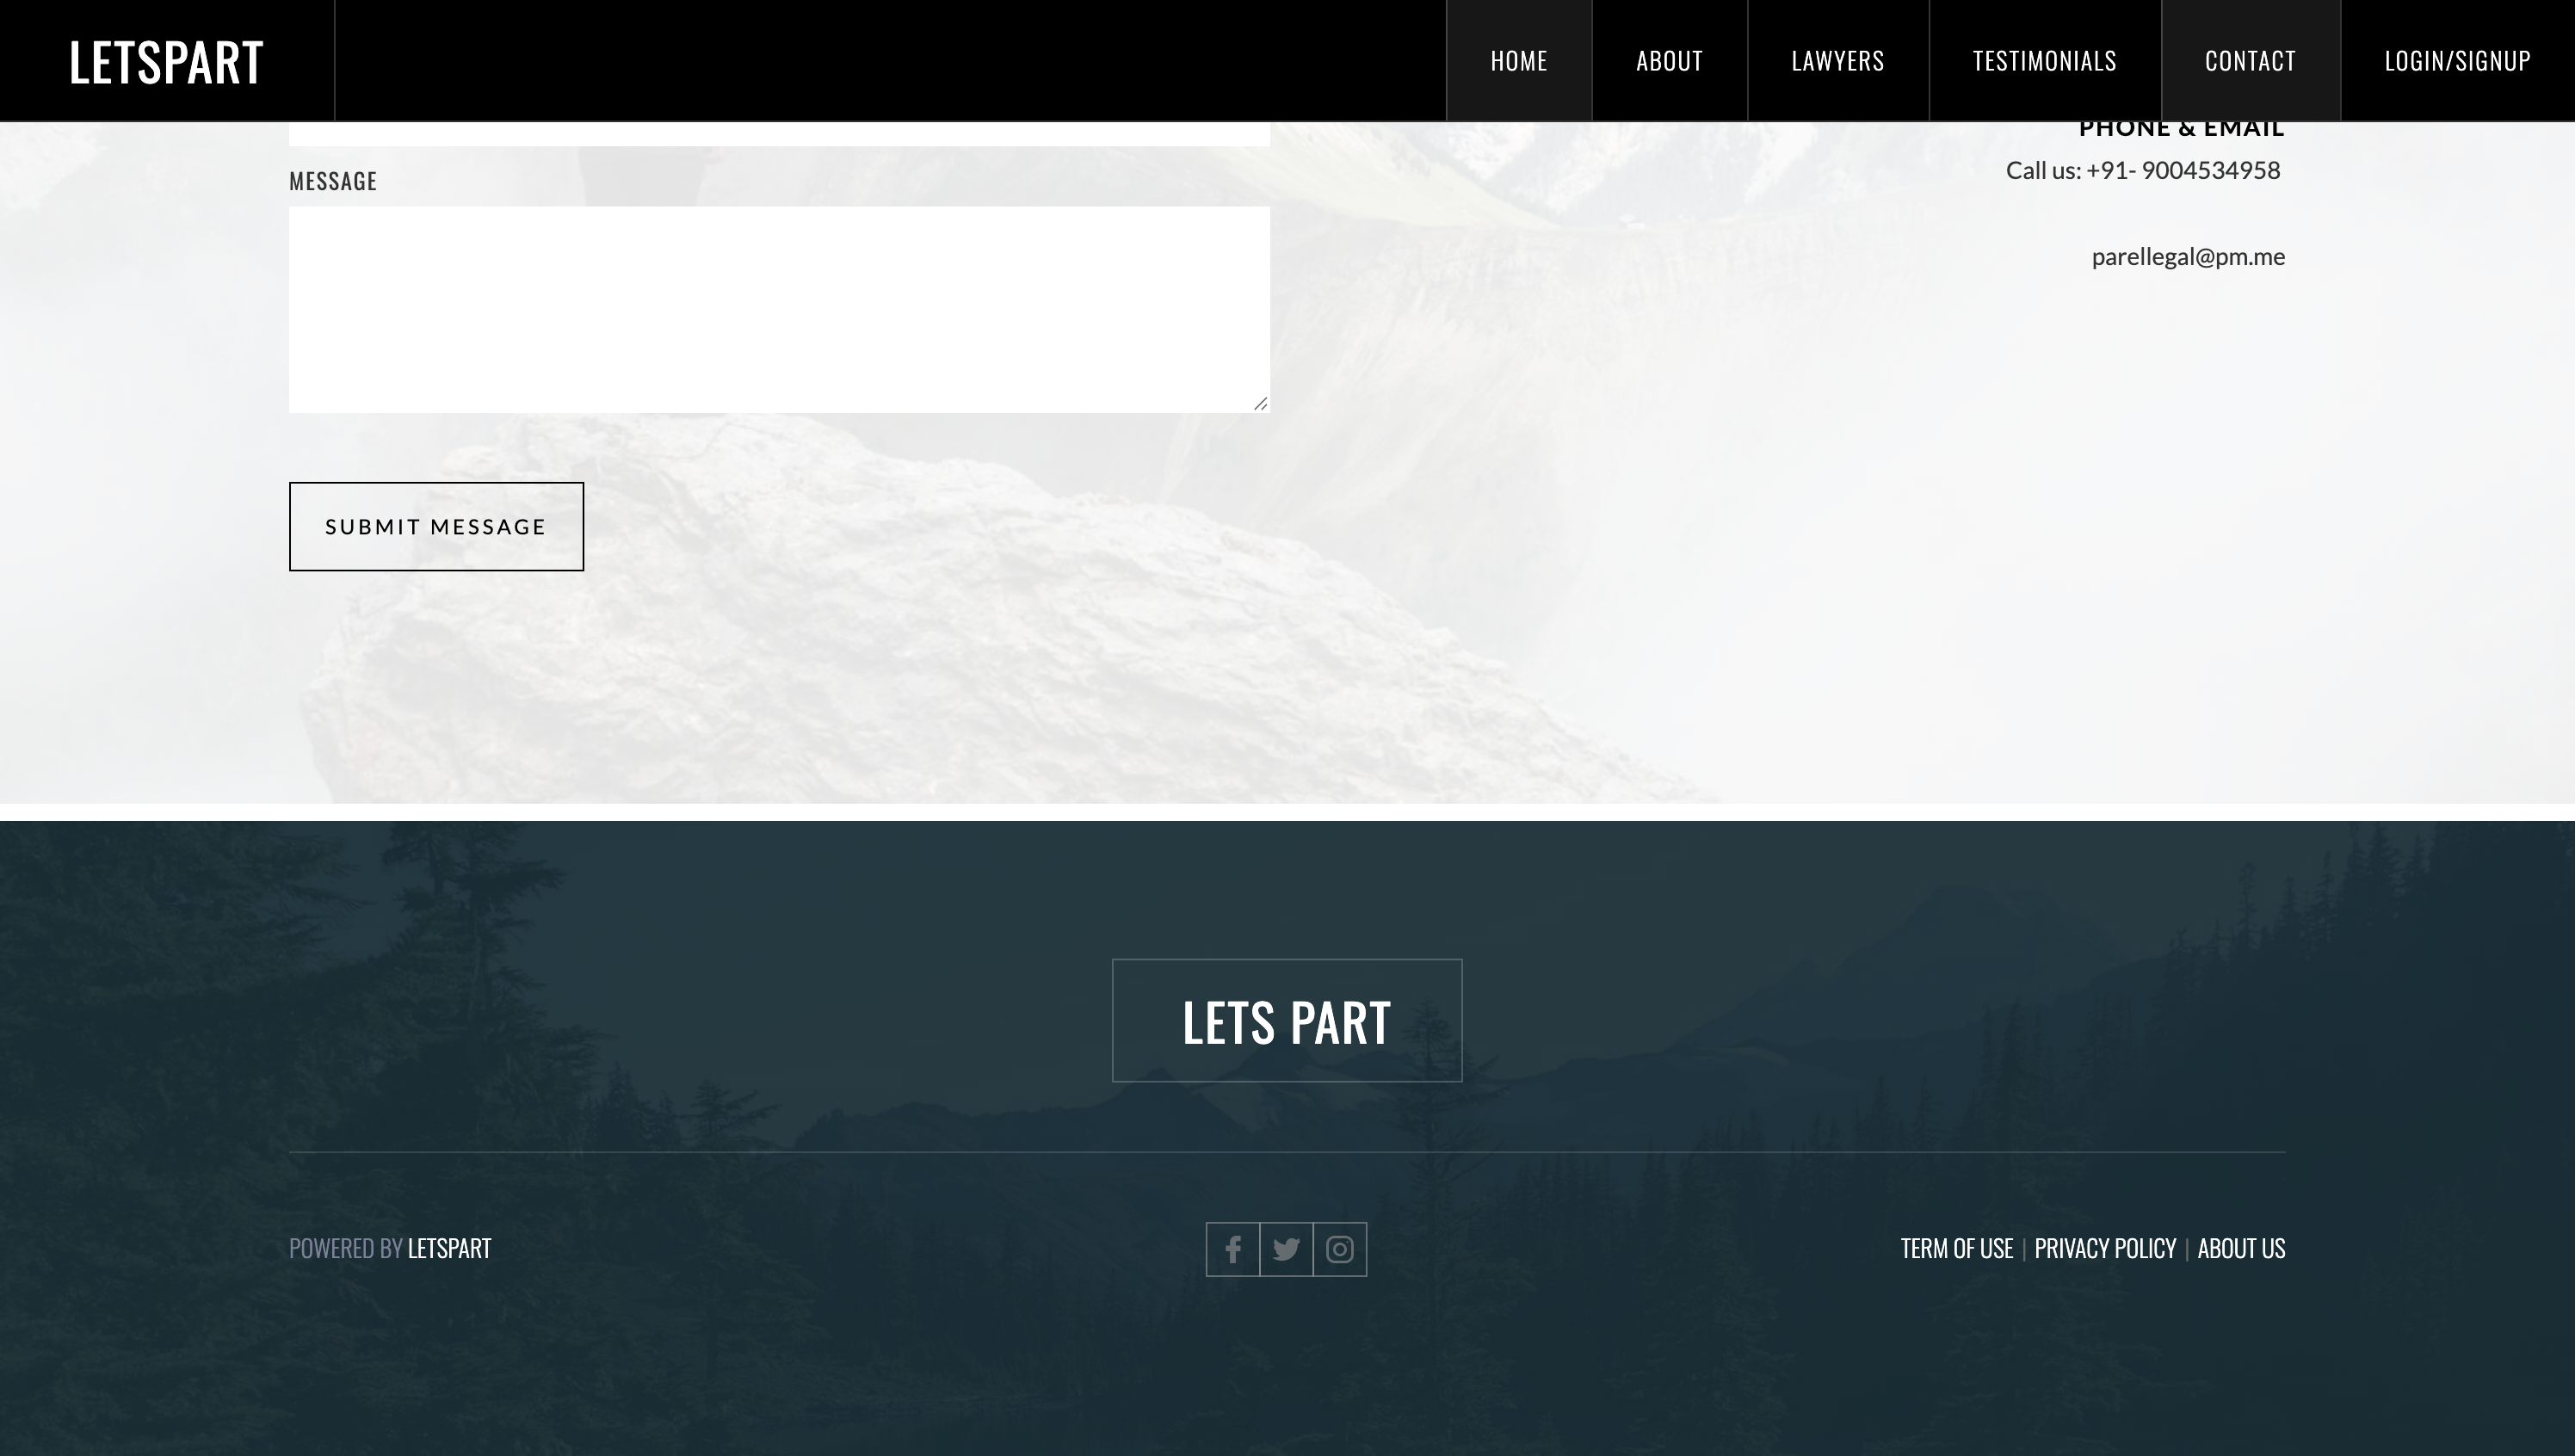 LETSPART
HOME ABOUT LAWYERS TESTIMONIALS CONTACT LOGIN/SIGNUP
PHONE & EMAIL
Call us: +91- 9004534958
MESSAGE
parellegal@pm.me
SUBMIT MESSAGE
LETS PART
POWERED BY LETSPART
TERM OF USE | PRIVACY POLICY | ABOUT US